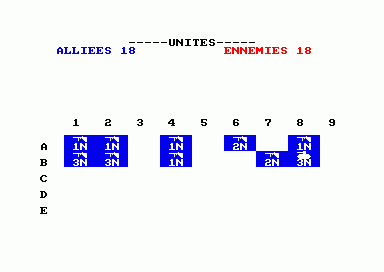 -----UNITES-----
ALLIEES 18 ENNEMIES 18
1 2 3 4 5 6 7 8 9
A 1N 1N 1N 2N 1N
B 3N 3N 1N 2N 3N
C
D
E